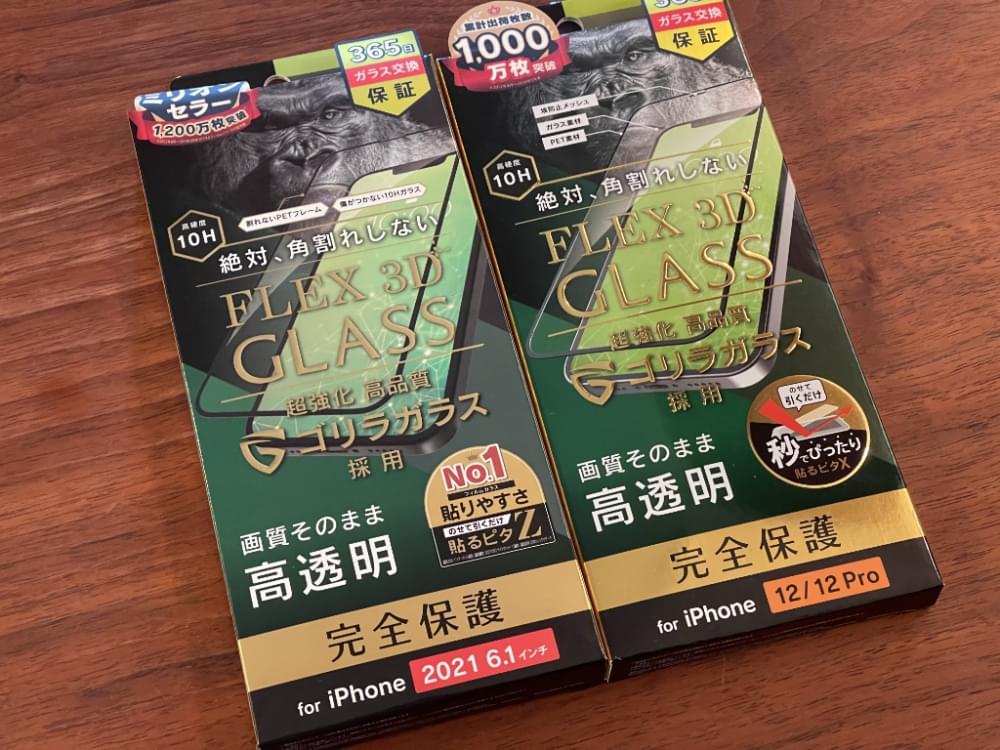 ミリオン
セラー
1,200万枚突破
365日
ガラス交換
保証
高硬度
10H
割れないPETフレーム
傷がつかない10Hガラス
絶対、角割れしない
FLEX 3D
GLASS
超強化 高品質
ゴリラガラス
採用
画質そのまま
高透明
No.1
フィルムガラス
貼りやすさ
のせて引くだけ
貼るピタZ
完全保護
for iPhone 2021 6.1インチ
累計出荷枚数
1,000
万枚突破
ガラス交換
保証
埃防止メッシュ
ガラス素材
PET素材
高硬度
10H
絶対、角割れしない
FLEX 3D
GLASS
超強化 高品質
ゴリラガラス
採用
画質そのまま
高透明
のせて
引くだけ
秒でぴったり
貼るピタX
完全保護
for iPhone 12/12 Pro